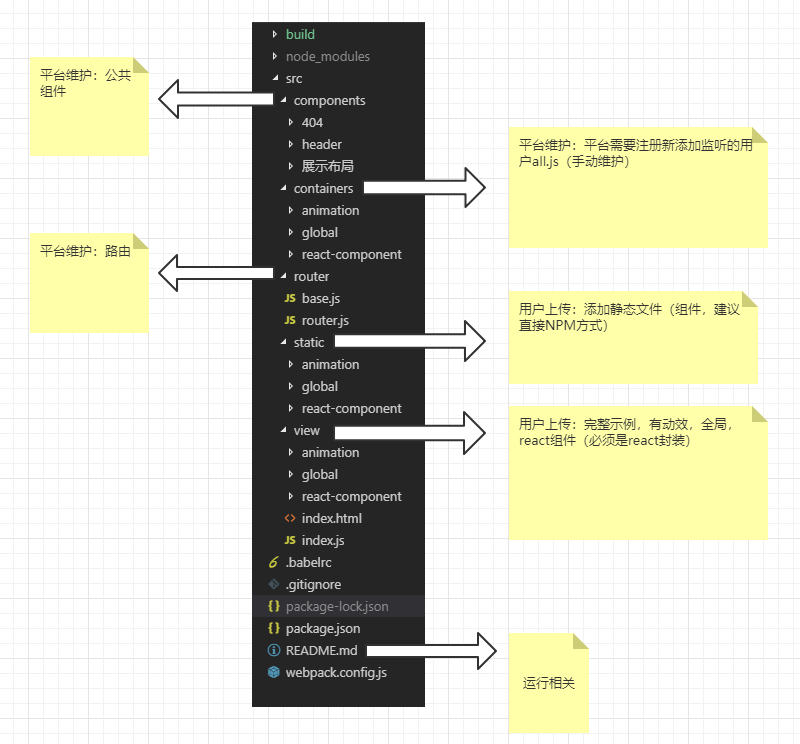 build
node_modules
src
components
404
header
展示布局
containers
animation
global
react-component
router
JS base.js
JS router.js
static
animation
global
react-component
view
animation
global
react-component
<> index.html
JS index.js
.babelrc
.gitignore
{} package-lock.json
{} package.json
README.md
webpack.config.js
平台维护：公共
组件
平台维护：路由
平台维护：平台需要注册新添加监听的用
户all.js（手动维护）
用户上传：添加静态文件（组件，建议
直接NPM方式）
用户上传：完整示例，有动效，全局，
react组件（必须是react封装）
运行相关